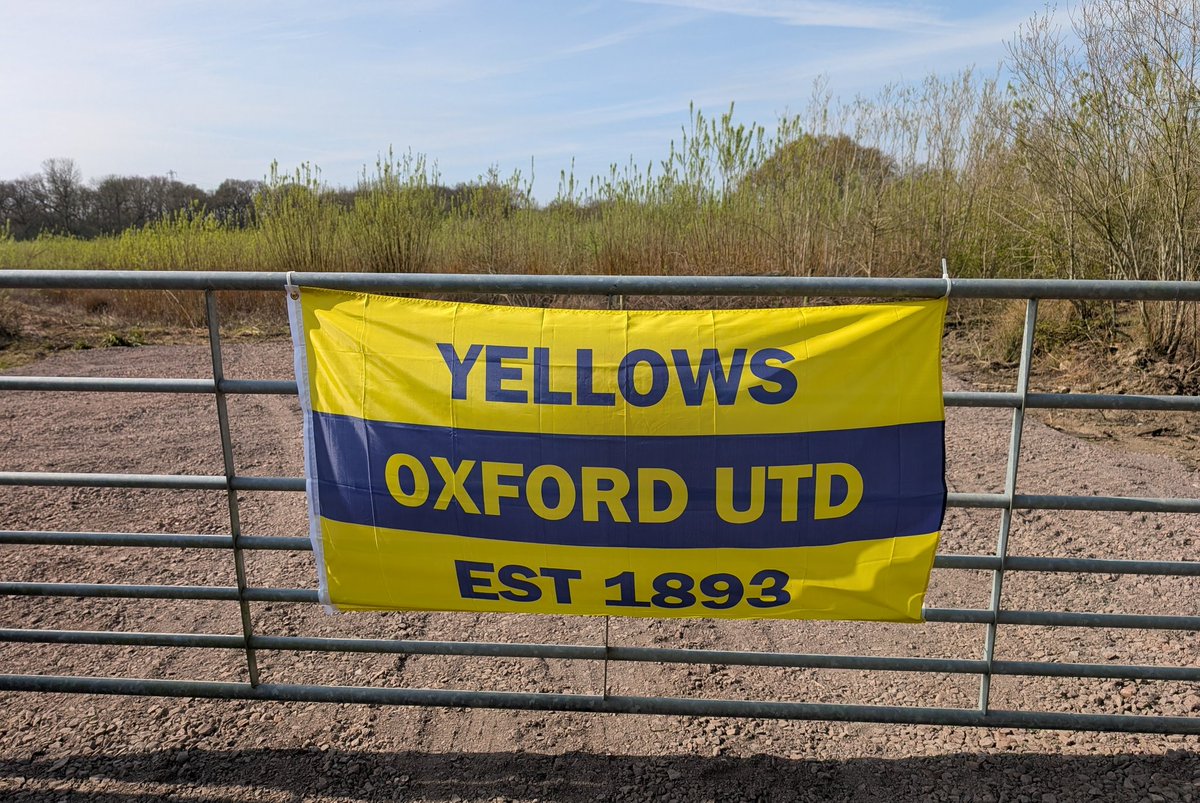 YELLOWS
OXFORD UTD
EST 1893